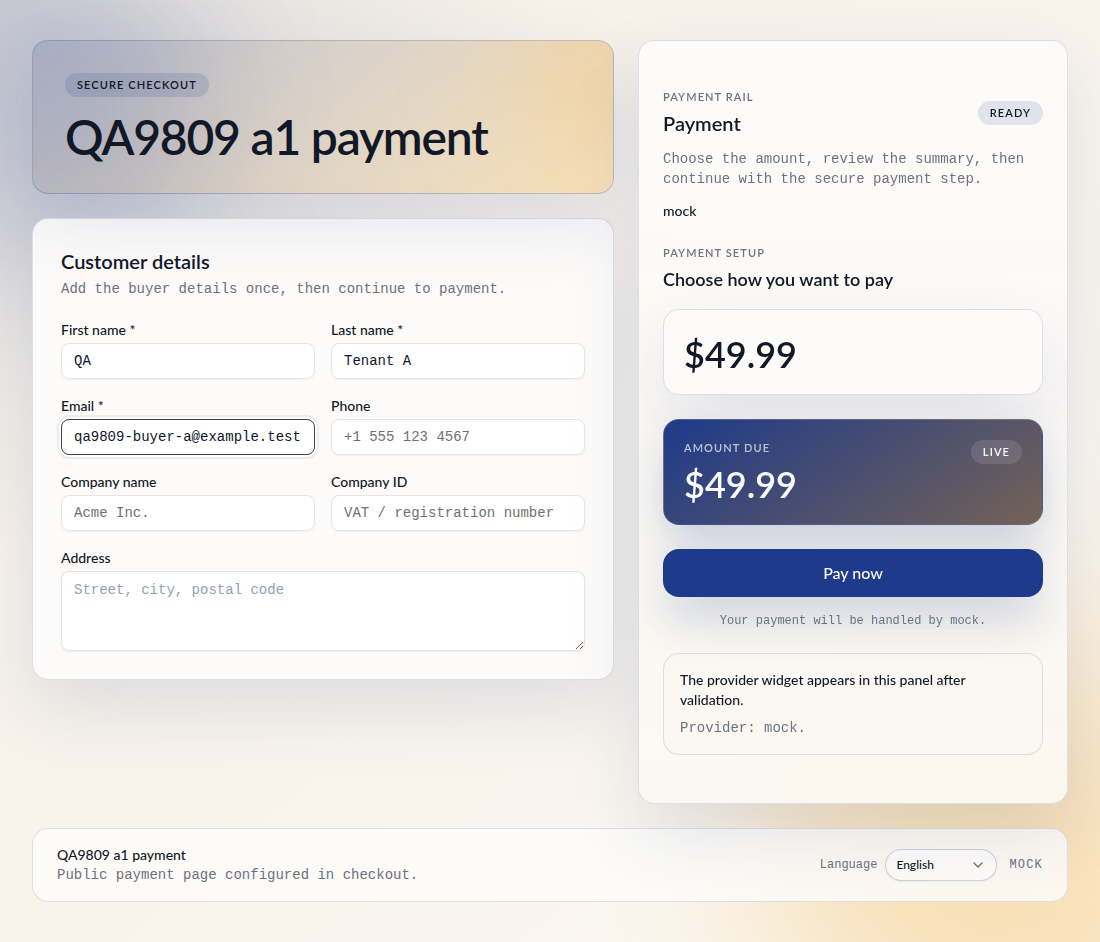 SECURE CHECKOUT
QA9809 a1 payment
Customer details
Add the buyer details once, then continue to payment.
First name *
Last name *
QA
Tenant A
Email *
Phone
qa9809-buyer-a@example.test
+1 555 123 4567
Company name
Company ID
Acme Inc.
VAT / registration number
Address
Street, city, postal code
PAYMENT RAIL
Payment
READY
Choose the amount, review the summary, then
continue with the secure payment step.
mock
PAYMENT SETUP
Choose how you want to pay
$49.99
AMOUNT DUE
LIVE
$49.99
Pay now
Your payment will be handled by mock.
The provider widget appears in this panel after
validation.
Provider: mock.
QA9809 a1 payment
Public payment page configured in checkout.
Language
English
MOCK